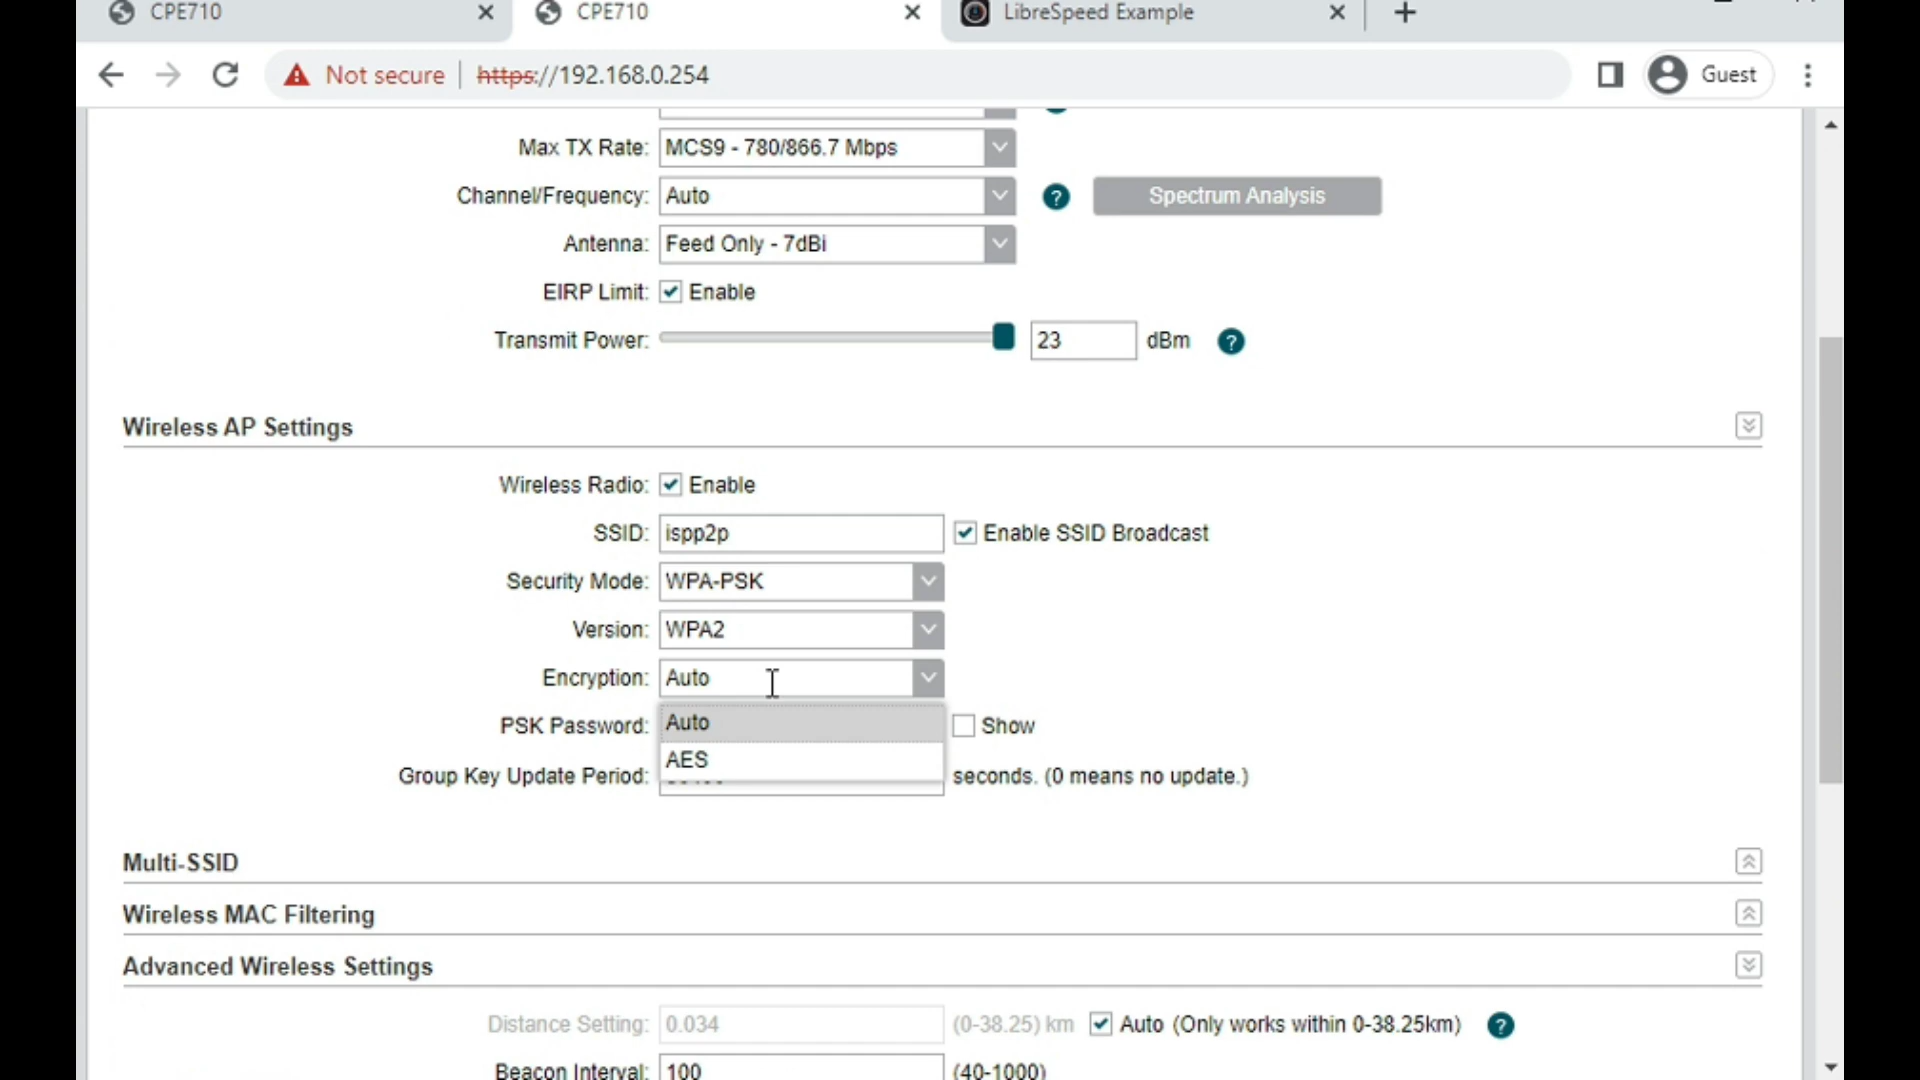 CPE710 CPE710 LibreSpeed Example
Not secure https://192.168.0.254 Guest
Max TX Rate: MCS9 - 780/866.7 Mbps
Channel/Frequency: Auto ? Spectrum Analysis
Antenna: Feed Only - 7dBi
EIRP Limit: Enable
Transmit Power: 23 dBm ?
Wireless AP Settings
Wireless Radio: Enable
SSID: ispp2p Enable SSID Broadcast
Security Mode: WPA-PSK
Version: WPA2
Encryption: Auto
PSK Password: Auto Show
AES
Group Key Update Period: seconds. (0 means no update.)
Multi-SSID
Wireless MAC Filtering
Advanced Wireless Settings
Distance Setting: 0.034 (0-38.25) km Auto (Only works within 0-38.25km) ?
Beacon Interval: 100 (40-1000)